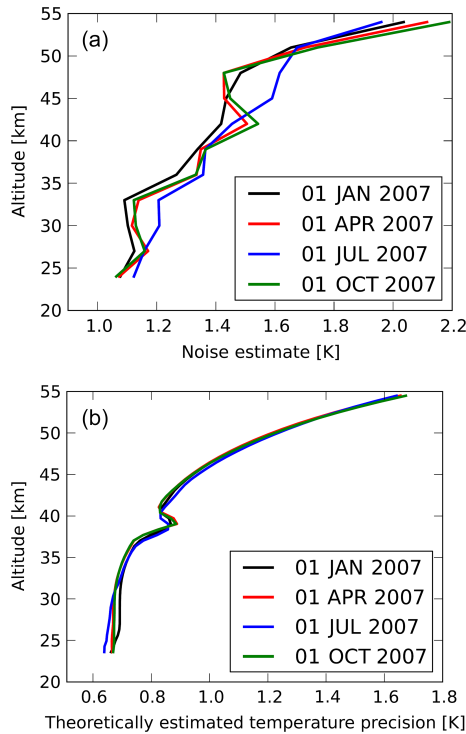 (a)
Altitude [km]
55
50
45
40
35
30
25
20
01 JAN 2007
01 APR 2007
01 JUL 2007
01 OCT 2007
1.0 1.2 1.4 1.6 1.8 2.0 2.2
Noise estimate [K]
(b)
Altitude [km]
55
50
45
40
35
30
25
20
01 JAN 2007
01 APR 2007
01 JUL 2007
01 OCT 2007
0.6 0.8 1.0 1.2 1.4 1.6 1.8
Theoretically estimated temperature precision [K]